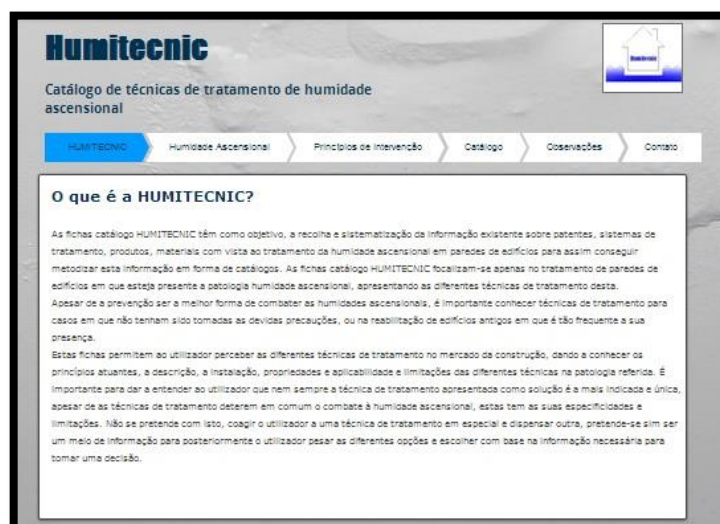 Humitecnic
Humitecnic
Catálogo de técnicas de tratamento de humidade
ascensional
HUMITECNIC Humidade Ascensional Princípios de Intervenção Catálogo Observações Contato
O que é a HUMITECNIC?
As fichas catálogo HUMITECNIC têm como objetivo, a recolha e sistematização da informação existente sobre patentes, sistemas de
tratamento, produtos, materiais com vista ao tratamento da humidade ascensional em paredes de edifícios para assim conseguir
metodizar esta informação em forma de catálogos. As fichas catálogo HUMITECNIC focalizam-se apenas no tratamento de paredes de
edifícios em que esteja presente a patologia humidade ascensional, apresentando as diferentes técnicas de tratamento desta.
Apesar de a prevenção ser a melhor forma de combater as humidades ascensionais, é importante conhecer técnicas de tratamento para
casos em que não tenham sido tomadas as devidas precauções, ou na reabilitação de edifícios antigos em que é tão frequente a sua
presença.
Estas fichas permitem ao utilizador perceber as diferentes técnicas de tratamento no mercado da construção, dando a conhecer os
princípios atuantes, a descrição, a instalação, propriedades e aplicabilidade e limitações das diferentes técnicas na patologia referida. É
importante para dar a entender ao utilizador que nem sempre a técnica de tratamento apresentada como solução é a mais indicada e única,
apesar de as técnicas de tratamento deterem em comum o combate à humidade ascensional, estas tem as suas especificidades e
limitações. Não se pretende com isto, coagir o utilizador a uma técnica de tratamento em especial e dispensar outra, pretende-se sim ser
um meio de informação para posteriormente o utilizador pesar as diferentes opções e escolher com base na informação necessária para
tomar uma decisão.